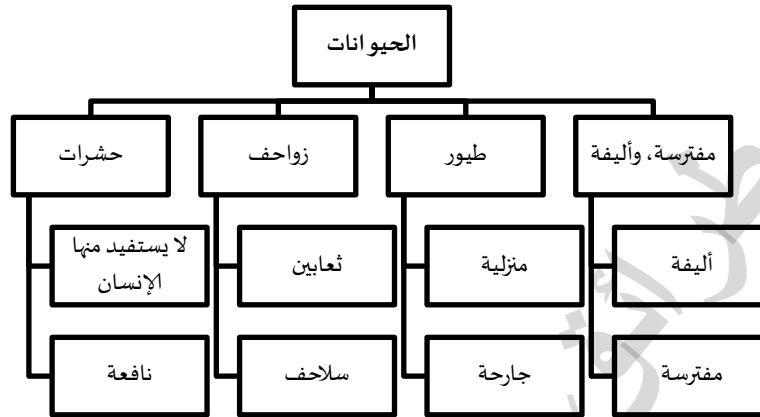 الحيوانات
مفترسة، وأليفة
طيور
زواحف
حشرات
أليفة
منزلية
ثعابين
لا يستفيد منها
الإنسان
مفترسة
جارحة
سلاحف
نافعة